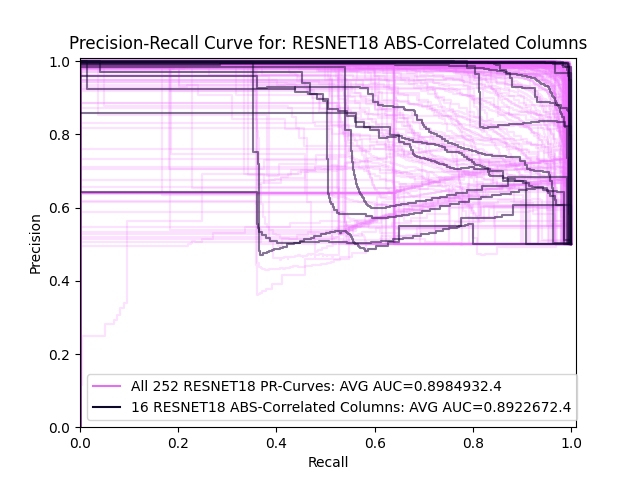 Precision-Recall Curve for: RESNET18 ABS-Correlated Columns
1.0
0.8
0.6
0.4
0.2
0.0
Precision
All 252 RESNET18 PR-Curves: AVG AUC=0.8984932.4
16 RESNET18 ABS-Correlated Columns: AVG AUC=0.8922672.4
0.0 0.2 0.4 0.6 0.8 1.0
Recall